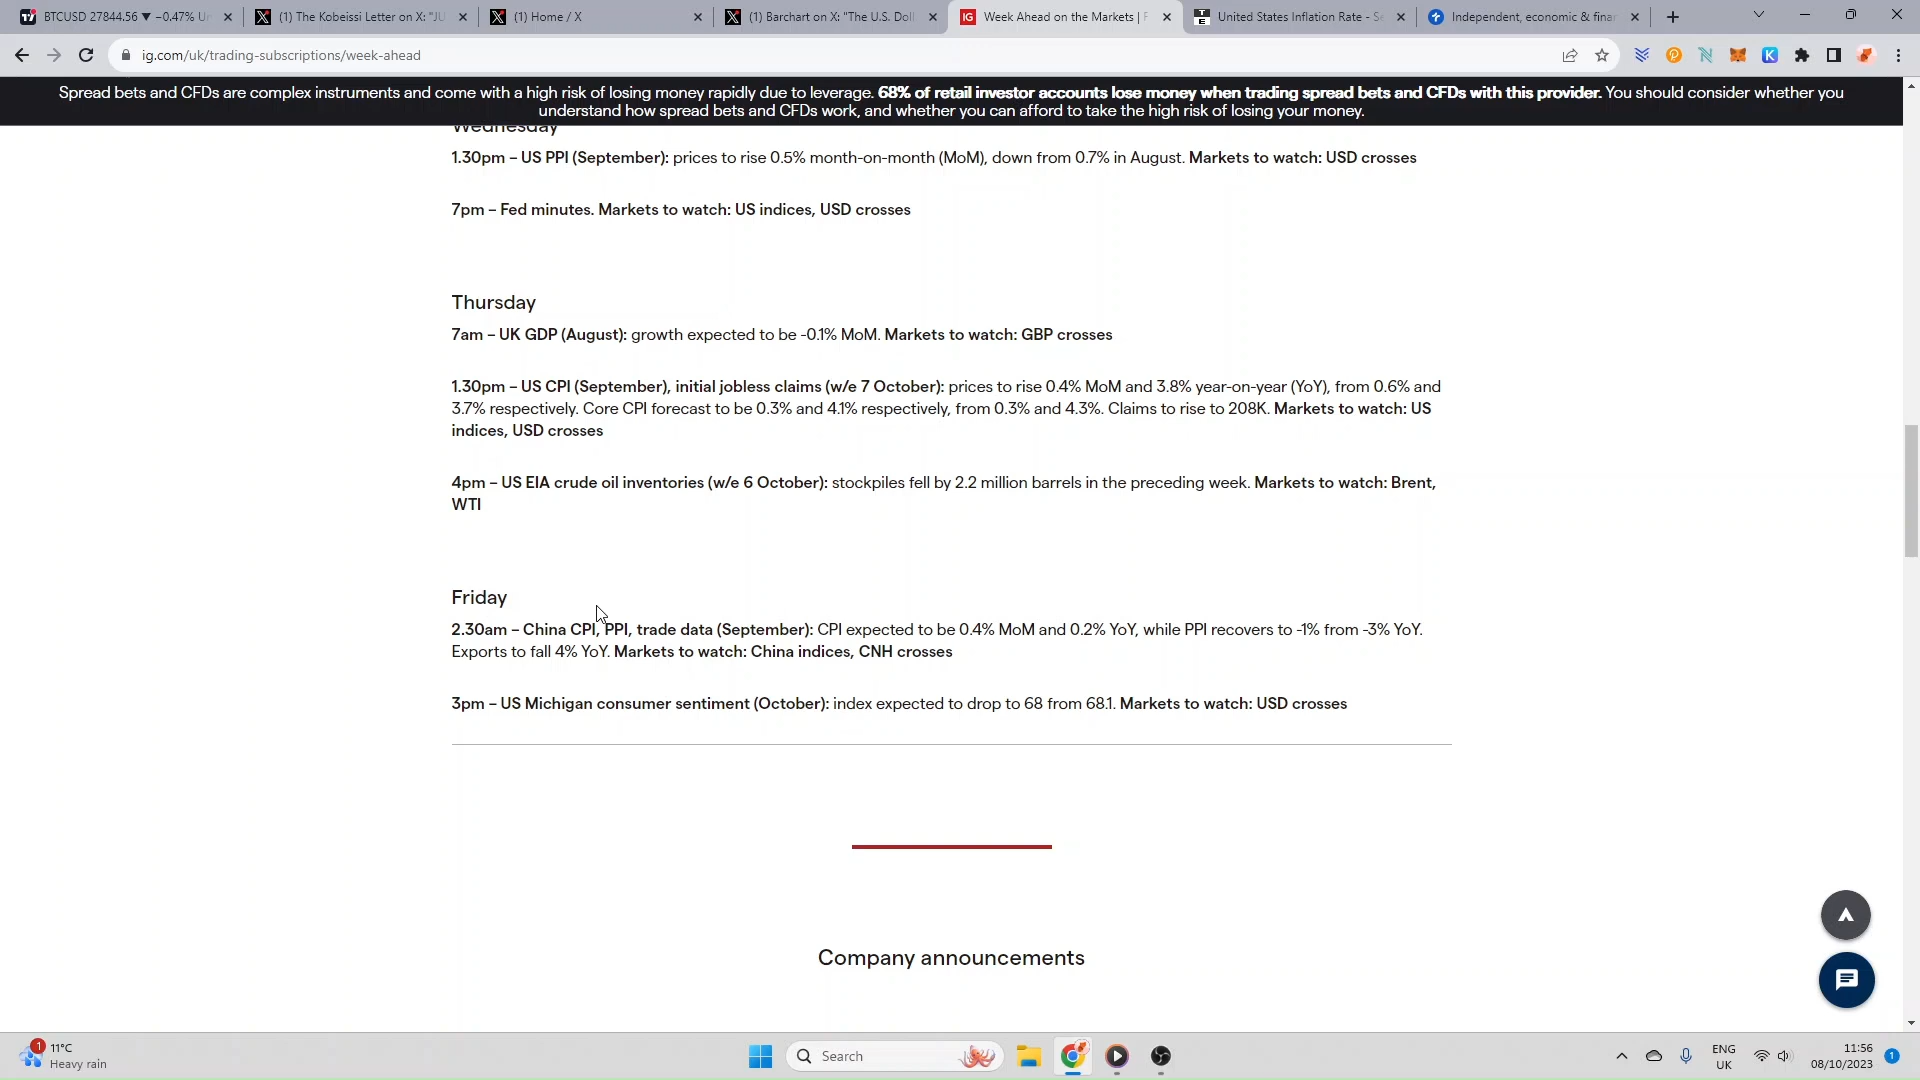 BTCUSD 27844.56 ▼ −0.47% Un
(1) The Kobeissi Letter on X: "JU
(1) Home / X
(1) Barchart on X: "The U.S. Doll
Week Ahead on the Markets | F
United States Inflation Rate - Se
Independent, economic & finan
ig.com/uk/trading-subscriptions/week-ahead
Spread bets and CFDs are complex instruments and come with a high risk of losing money rapidly due to leverage. 68% of retail investor accounts lose money when trading spread bets and CFDs with this provider. You should consider whether you
understand how spread bets and CFDs work, and whether you can afford to take the high risk of losing your money.
Wednesday
1.30pm – US PPI (September): prices to rise 0.5% month-on-month (MoM), down from 0.7% in August. Markets to watch: USD crosses
7pm – Fed minutes. Markets to watch: US indices, USD crosses
Thursday
7am – UK GDP (August): growth expected to be -0.1% MoM. Markets to watch: GBP crosses
1.30pm – US CPI (September), initial jobless claims (w/e 7 October): prices to rise 0.4% MoM and 3.8% year-on-year (YoY), from 0.6% and
3.7% respectively. Core CPI forecast to be 0.3% and 4.1% respectively, from 0.3% and 4.3%. Claims to rise to 208K. Markets to watch: US
indices, USD crosses
4pm – US EIA crude oil inventories (w/e 6 October): stockpiles fell by 2.2 million barrels in the preceding week. Markets to watch: Brent,
WTI
Friday
2.30am – China CPI, PPI, trade data (September): CPI expected to be 0.4% MoM and 0.2% YoY, while PPI recovers to -1% from -3% YoY.
Exports to fall 4% YoY. Markets to watch: China indices, CNH crosses
3pm – US Michigan consumer sentiment (October): index expected to drop to 68 from 68.1. Markets to watch: USD crosses
Company announcements
1
11°C
Heavy rain
Search
ENG
UK
11:56
08/10/2023
1